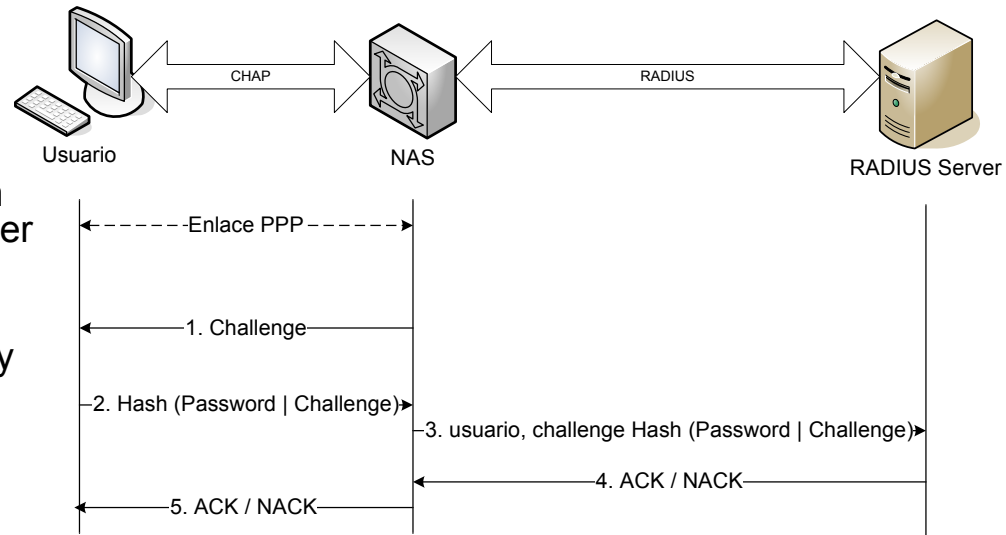 CHAP
RADIUS
Usuario
NAS
RADIUS Server
er
Enlace PPP
1. Challenge
y
2. Hash (Password | Challenge)
3. usuario, challenge Hash (Password | Challenge)
4. ACK / NACK
5. ACK / NACK